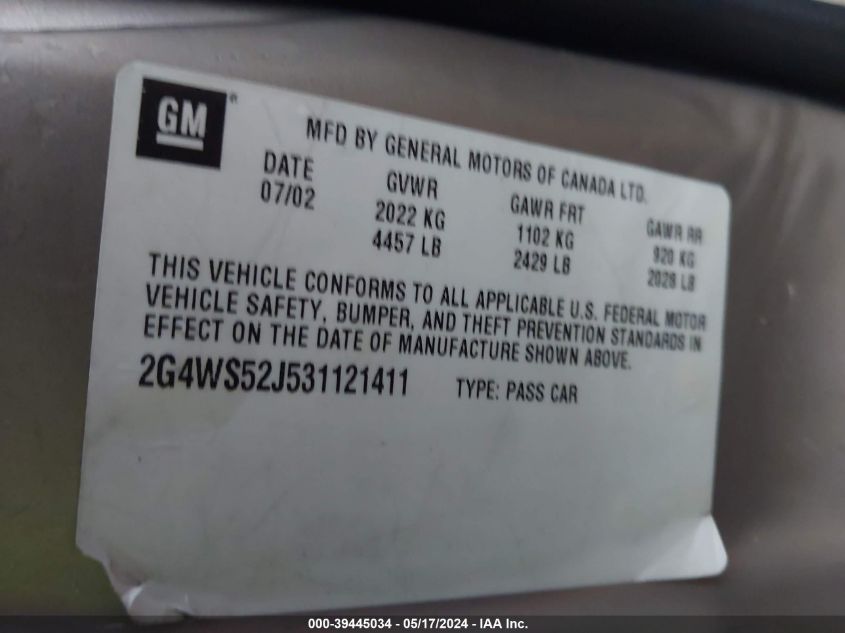 GM®
MFD BY GENERAL MOTORS OF CANADA LTD.
DATE GVWR GAWR FRT GAWR RR
07/02 2022 KG 1102 KG 920 KG
4457 LB 2429 LB 2028 LB
THIS VEHICLE CONFORMS TO ALL APPLICABLE U.S. FEDERAL MOTOR
VEHICLE SAFETY, BUMPER, AND THEFT PREVENTION STANDARDS IN
EFFECT ON THE DATE OF MANUFACTURE SHOWN ABOVE.
2G4WS52J531121411 TYPE: PASS CAR
000-39445034 - 05/17/2024 - IAA Inc.